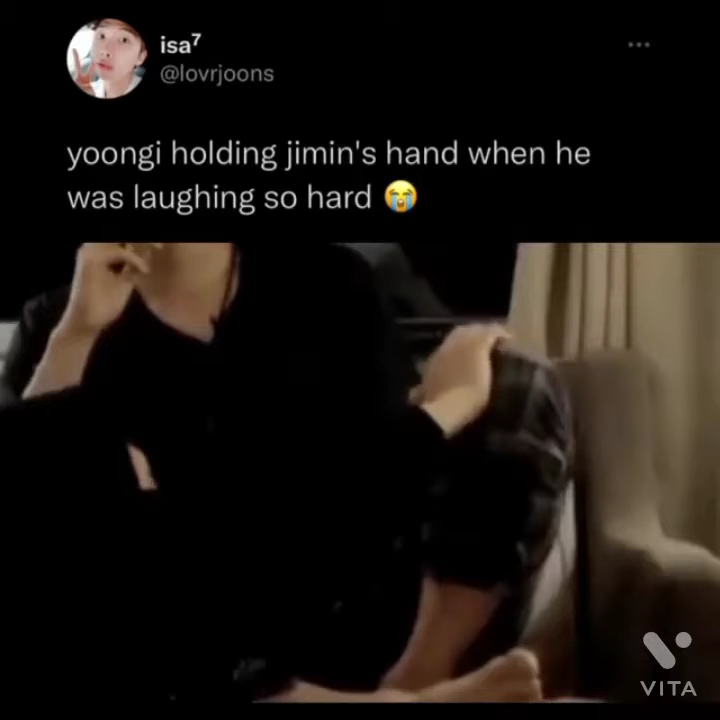 isa⁷
@lovrjoons
yoongi holding jimin's hand when he
was laughing so hard 😭
VITA